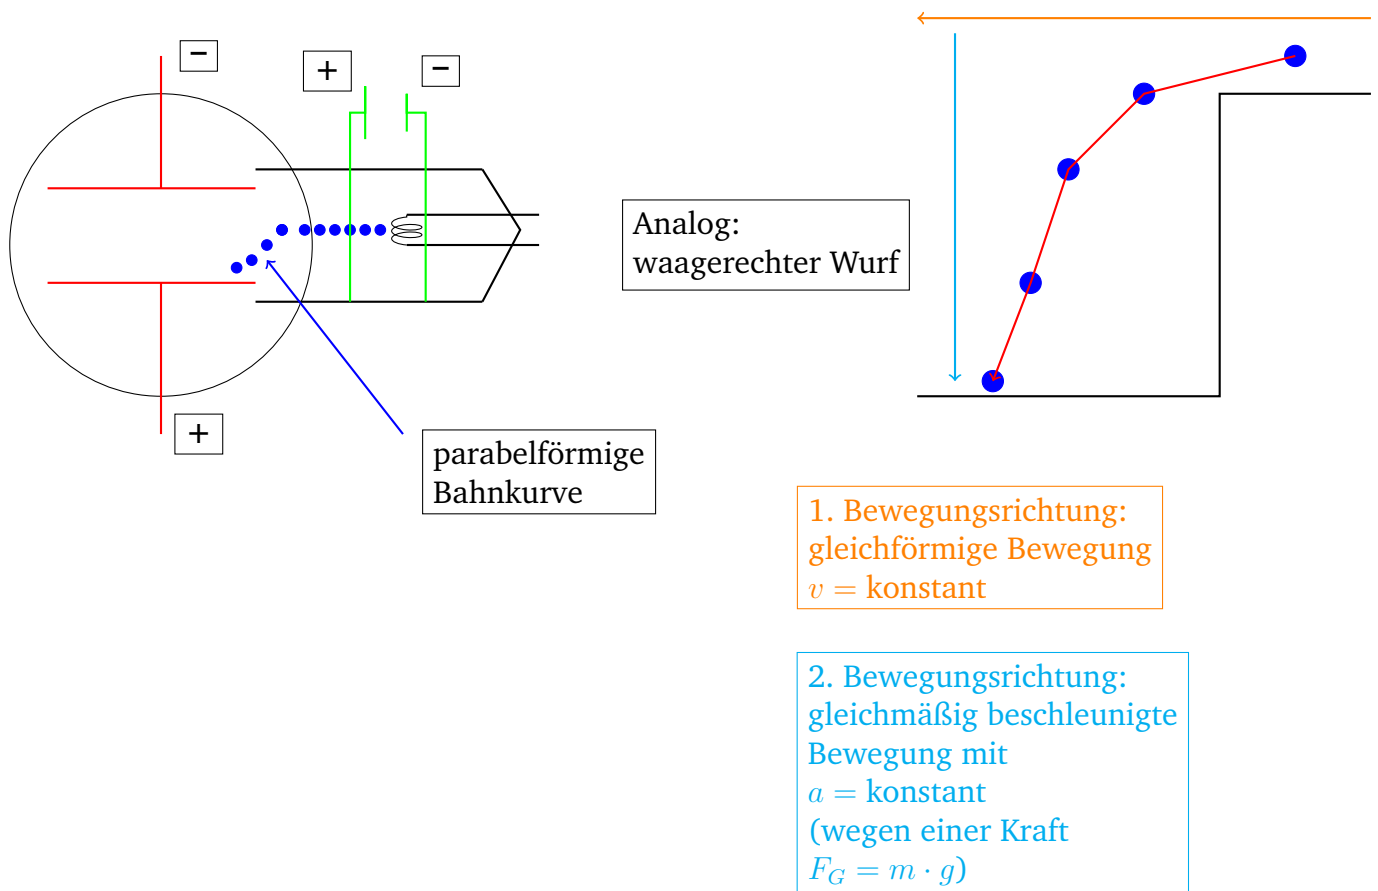 −
+
−
+
parabelförmige
Bahnkurve
Analog:
waagerechter Wurf
1. Bewegungsrichtung:
gleichförmige Bewegung
v = konstant
2. Bewegungsrichtung:
gleichmäßig beschleunigte
Bewegung mit
a = konstant
(wegen einer Kraft
F_G = m · g)